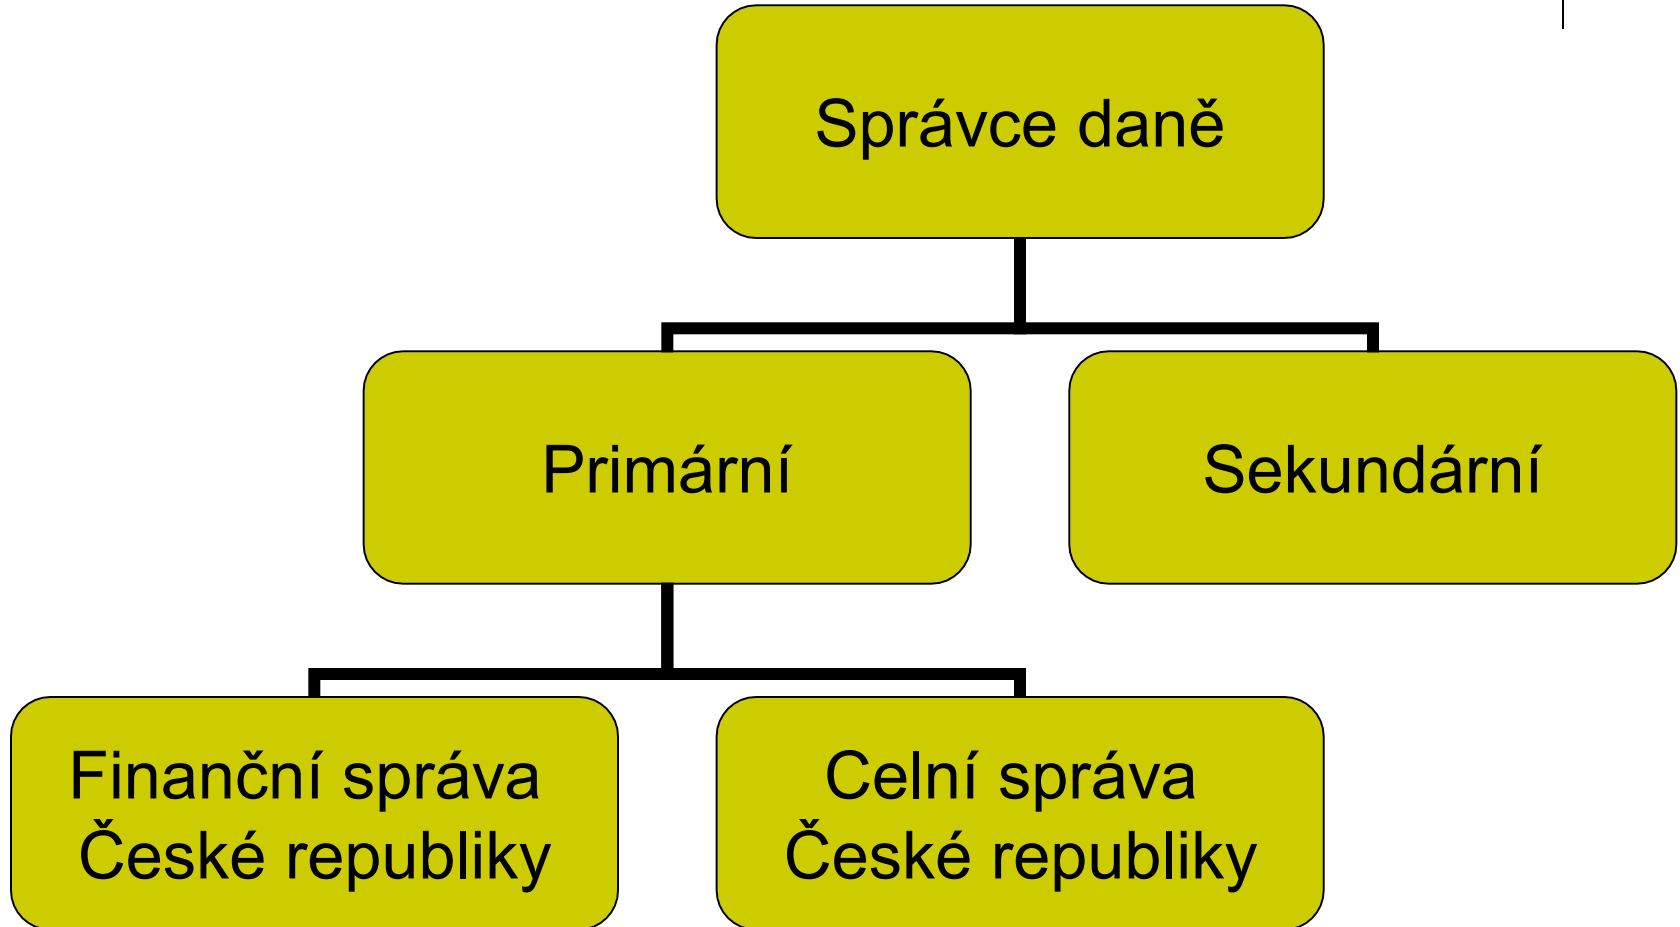 Správce daně
Primární
Sekundární
Finanční správa
České republiky
Celní správa
České republiky